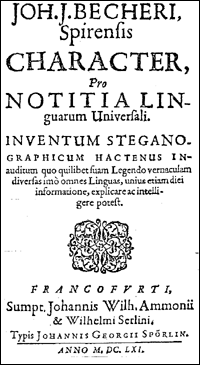 JOH. J. BECHERI,
Spirensis
CHARACTER,
Pro
NOTITIA LIN-
guarum Universali.
INVENTUM STEGANO-
GRAPHICUM HACTENUS IN-
auditum quo quilibet suam Legendo vernaculam
diversas imò omnes Linguas, unius etiam diei
informatione, explicare ac intelli-
gere potest.
FRANCOFURTI,
Sumpt. Johannis Wilh. Ammonii
& Wilhelmi Serlini,
Typis JOHANNIS GEORGII SPÖRLIN.
ANNO M, DC. LXI.